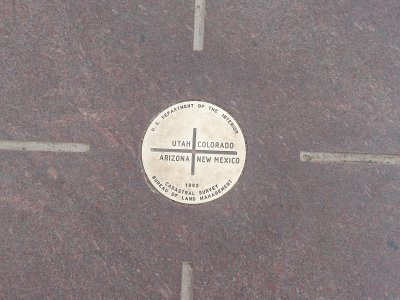 U.S. DEPARTMENT OF THE INTERIOR
UTAH COLORADO
ARIZONA NEW MEXICO
1992
CADASTRAL SURVEY
BUREAU OF LAND MANAGEMENT